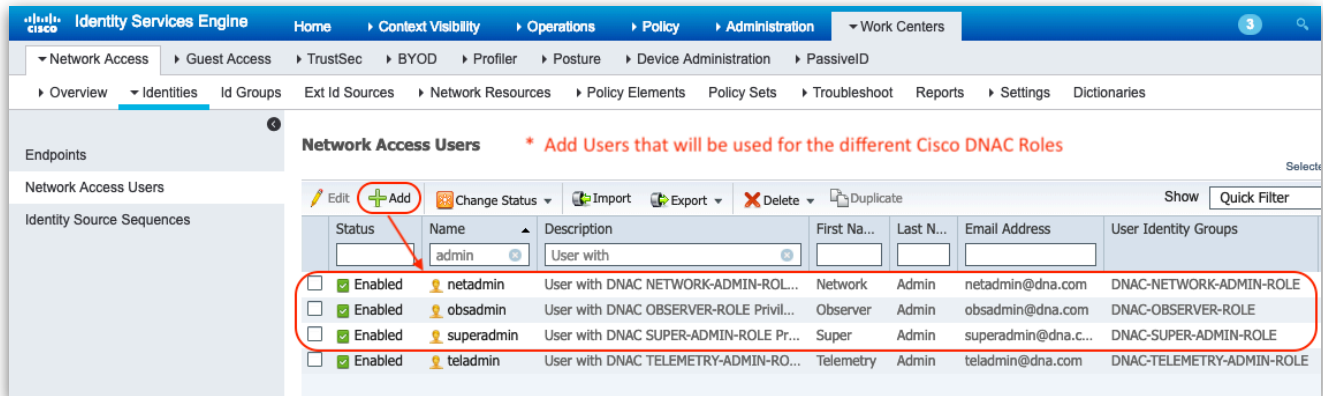 cisco Identity Services Engine Home Context Visibility Operations Policy Administration Work Centers 3
Network Access Guest Access TrustSec BYOD Profiler Posture Device Administration PassiveID
Overview Identities Id Groups Ext Id Sources Network Resources Policy Elements Policy Sets Troubleshoot Reports Settings Dictionaries
Endpoints
Network Access Users
Identity Source Sequences
Network Access Users * Add Users that will be used for the different Cisco DNAC Roles
Selecte
Edit Add Change Status Import Export Delete Duplicate Show Quick Filter
Status Name Description First Na... Last N... Email Address User Identity Groups
admin User with
Enabled netadmin User with DNAC NETWORK-ADMIN-ROL... Network Admin netadmin@dna.com DNAC-NETWORK-ADMIN-ROLE
Enabled obsadmin User with DNAC OBSERVER-ROLE Privil... Observer Admin obsadmin@dna.com DNAC-OBSERVER-ROLE
Enabled superadmin User with DNAC SUPER-ADMIN-ROLE Pr... Super Admin superadmin@dna.c... DNAC-SUPER-ADMIN-ROLE
Enabled teladmin User with DNAC TELEMETRY-ADMIN-RO... Telemetry Admin teladmin@dna.com DNAC-TELEMETRY-ADMIN-ROLE